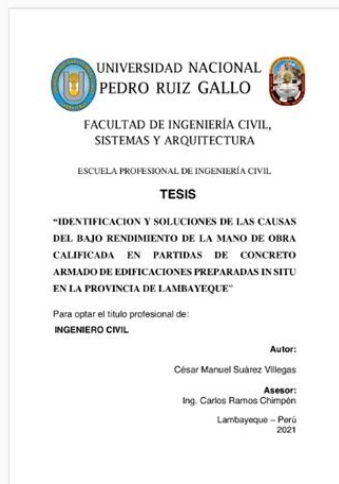 UNIVERSIDAD NACIONAL
PEDRO RUIZ GALLO
FACULTAD DE INGENIERÍA CIVIL,
SISTEMAS Y ARQUITECTURA
ESCUELA PROFESIONAL DE INGENIERÍA CIVIL
TESIS
“IDENTIFICACION Y SOLUCIONES DE LAS CAUSAS
DEL BAJO RENDIMIENTO DE LA MANO DE OBRA
CALIFICADA EN PARTIDAS DE CONCRETO
ARMADO DE EDIFICACIONES PREPARADAS IN SITU
EN LA PROVINCIA DE LAMBAYEQUE”
Para optar el título profesional de:
INGENIERO CIVIL
Autor:
César Manuel Suárez Villegas
Asesor:
Ing. Carlos Ramos Chimpén
Lambayeque – Perú
2021